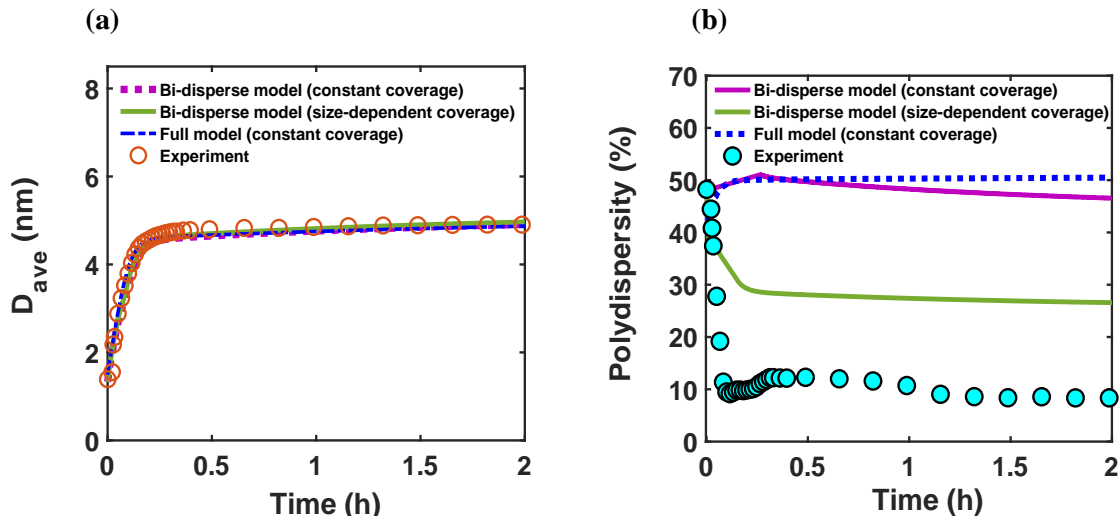 (a)
8
6
4
2
0
D_ave (nm)
Bi-disperse model (constant coverage)
Bi-disperse model (size-dependent coverage)
Full model (constant coverage)
Experiment
0 0.5 1 1.5 2
Time (h)
(b)
70
60
50
40
30
20
10
0
Polydispersity (%)
Bi-disperse model (constant coverage)
Bi-disperse model (size-dependent coverage)
Full model (constant coverage)
Experiment
0 0.5 1 1.5 2
Time (h)